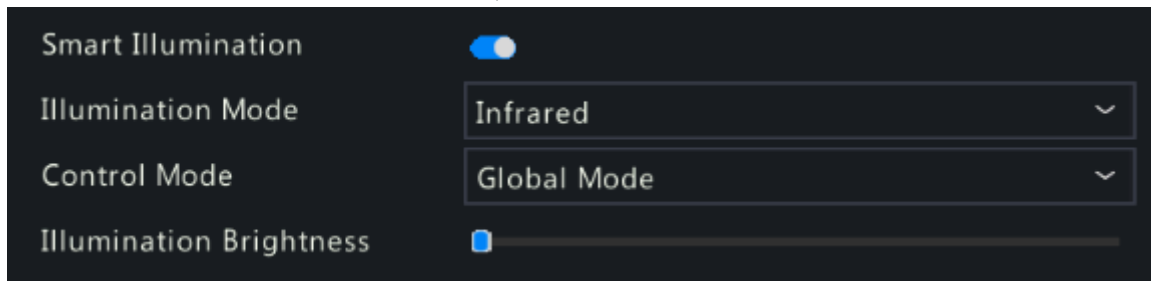 Smart Illumination
Illumination Mode Infrared
Control Mode Global Mode
Illumination Brightness